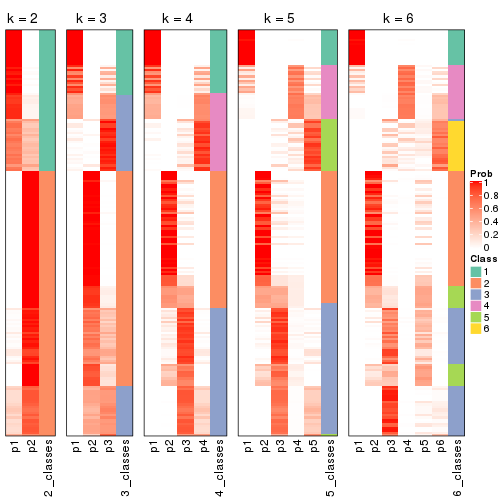 k = 2
k = 3
k = 4
k = 5
k = 6
p1
p2
2_classes
p1
p2
p3
3_classes
p1
p2
p3
p4
4_classes
p1
p2
p3
p4
p5
5_classes
p1
p2
p3
p4
p5
p6
6_classes
Prob
1
0.8
0.6
0.4
0.2
0
Class
1
2
3
4
5
6